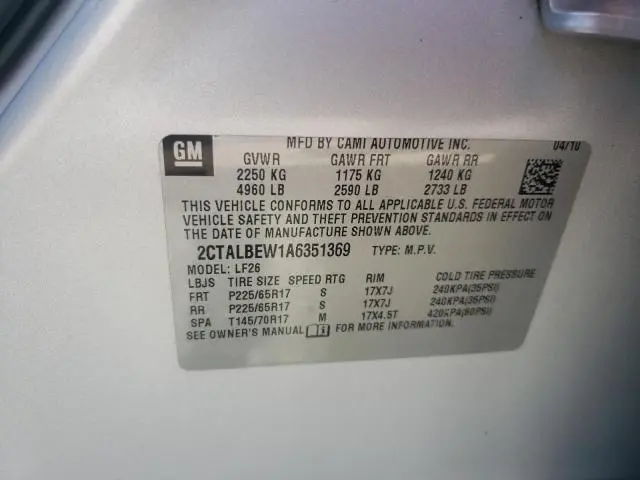 GM
MFD BY CAMI AUTOMOTIVE INC. 04/10
GVWR GAWR FRT GAWR RR
2250 KG 1175 KG 1240 KG
4960 LB 2590 LB 2733 LB
THIS VEHICLE CONFORMS TO ALL APPLICABLE U.S. FEDERAL MOTOR
VEHICLE SAFETY AND THEFT PREVENTION STANDARDS IN EFFECT ON
THE DATE OF MANUFACTURE SHOWN ABOVE.
2CTALBEW1A6351369 TYPE: M.P.V.
MODEL: LF26
LBJS TIRE SIZE SPEED RTG RIM COLD TIRE PRESSURE
FRT P225/65R17 S 17X7J 240KPA(35PSI)
RR P225/65R17 S 17X7J 240KPA(35PSI)
SPA T145/70R17 M 17X4.5T 420KPA(60PSI)
SEE OWNER'S MANUAL FOR MORE INFORMATION.